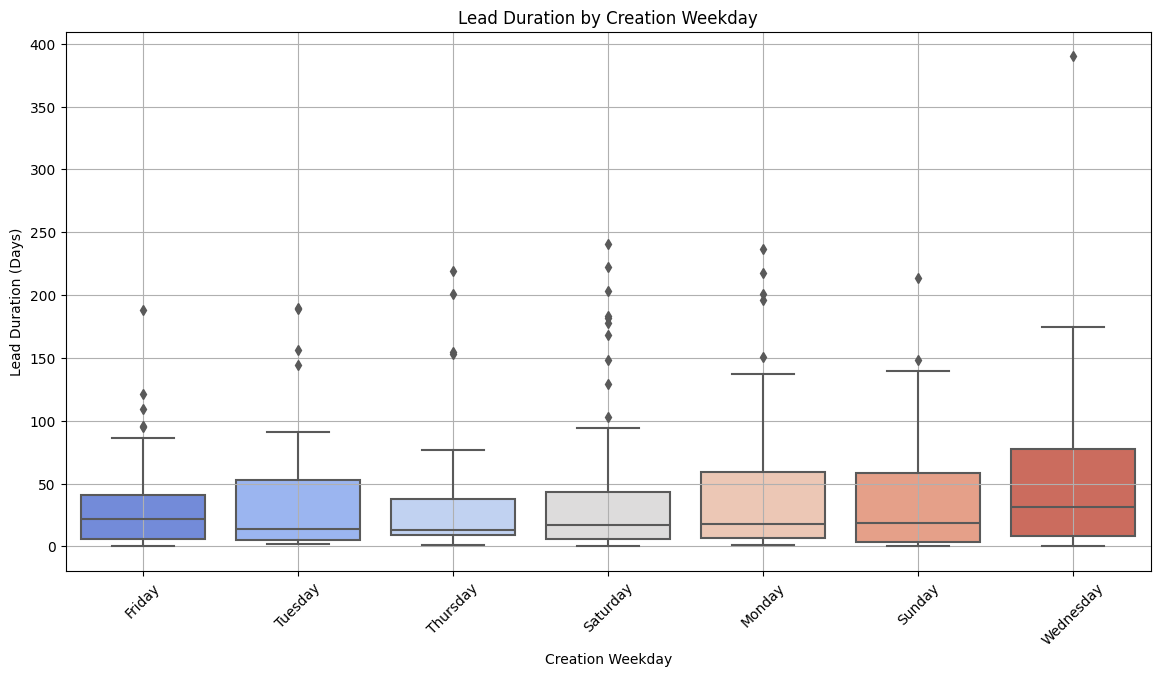 Lead Duration by Creation Weekday
Lead Duration (Days)
400
350
300
250
200
150
100
50
0
Friday
Tuesday
Thursday
Saturday
Monday
Sunday
Wednesday
Creation Weekday